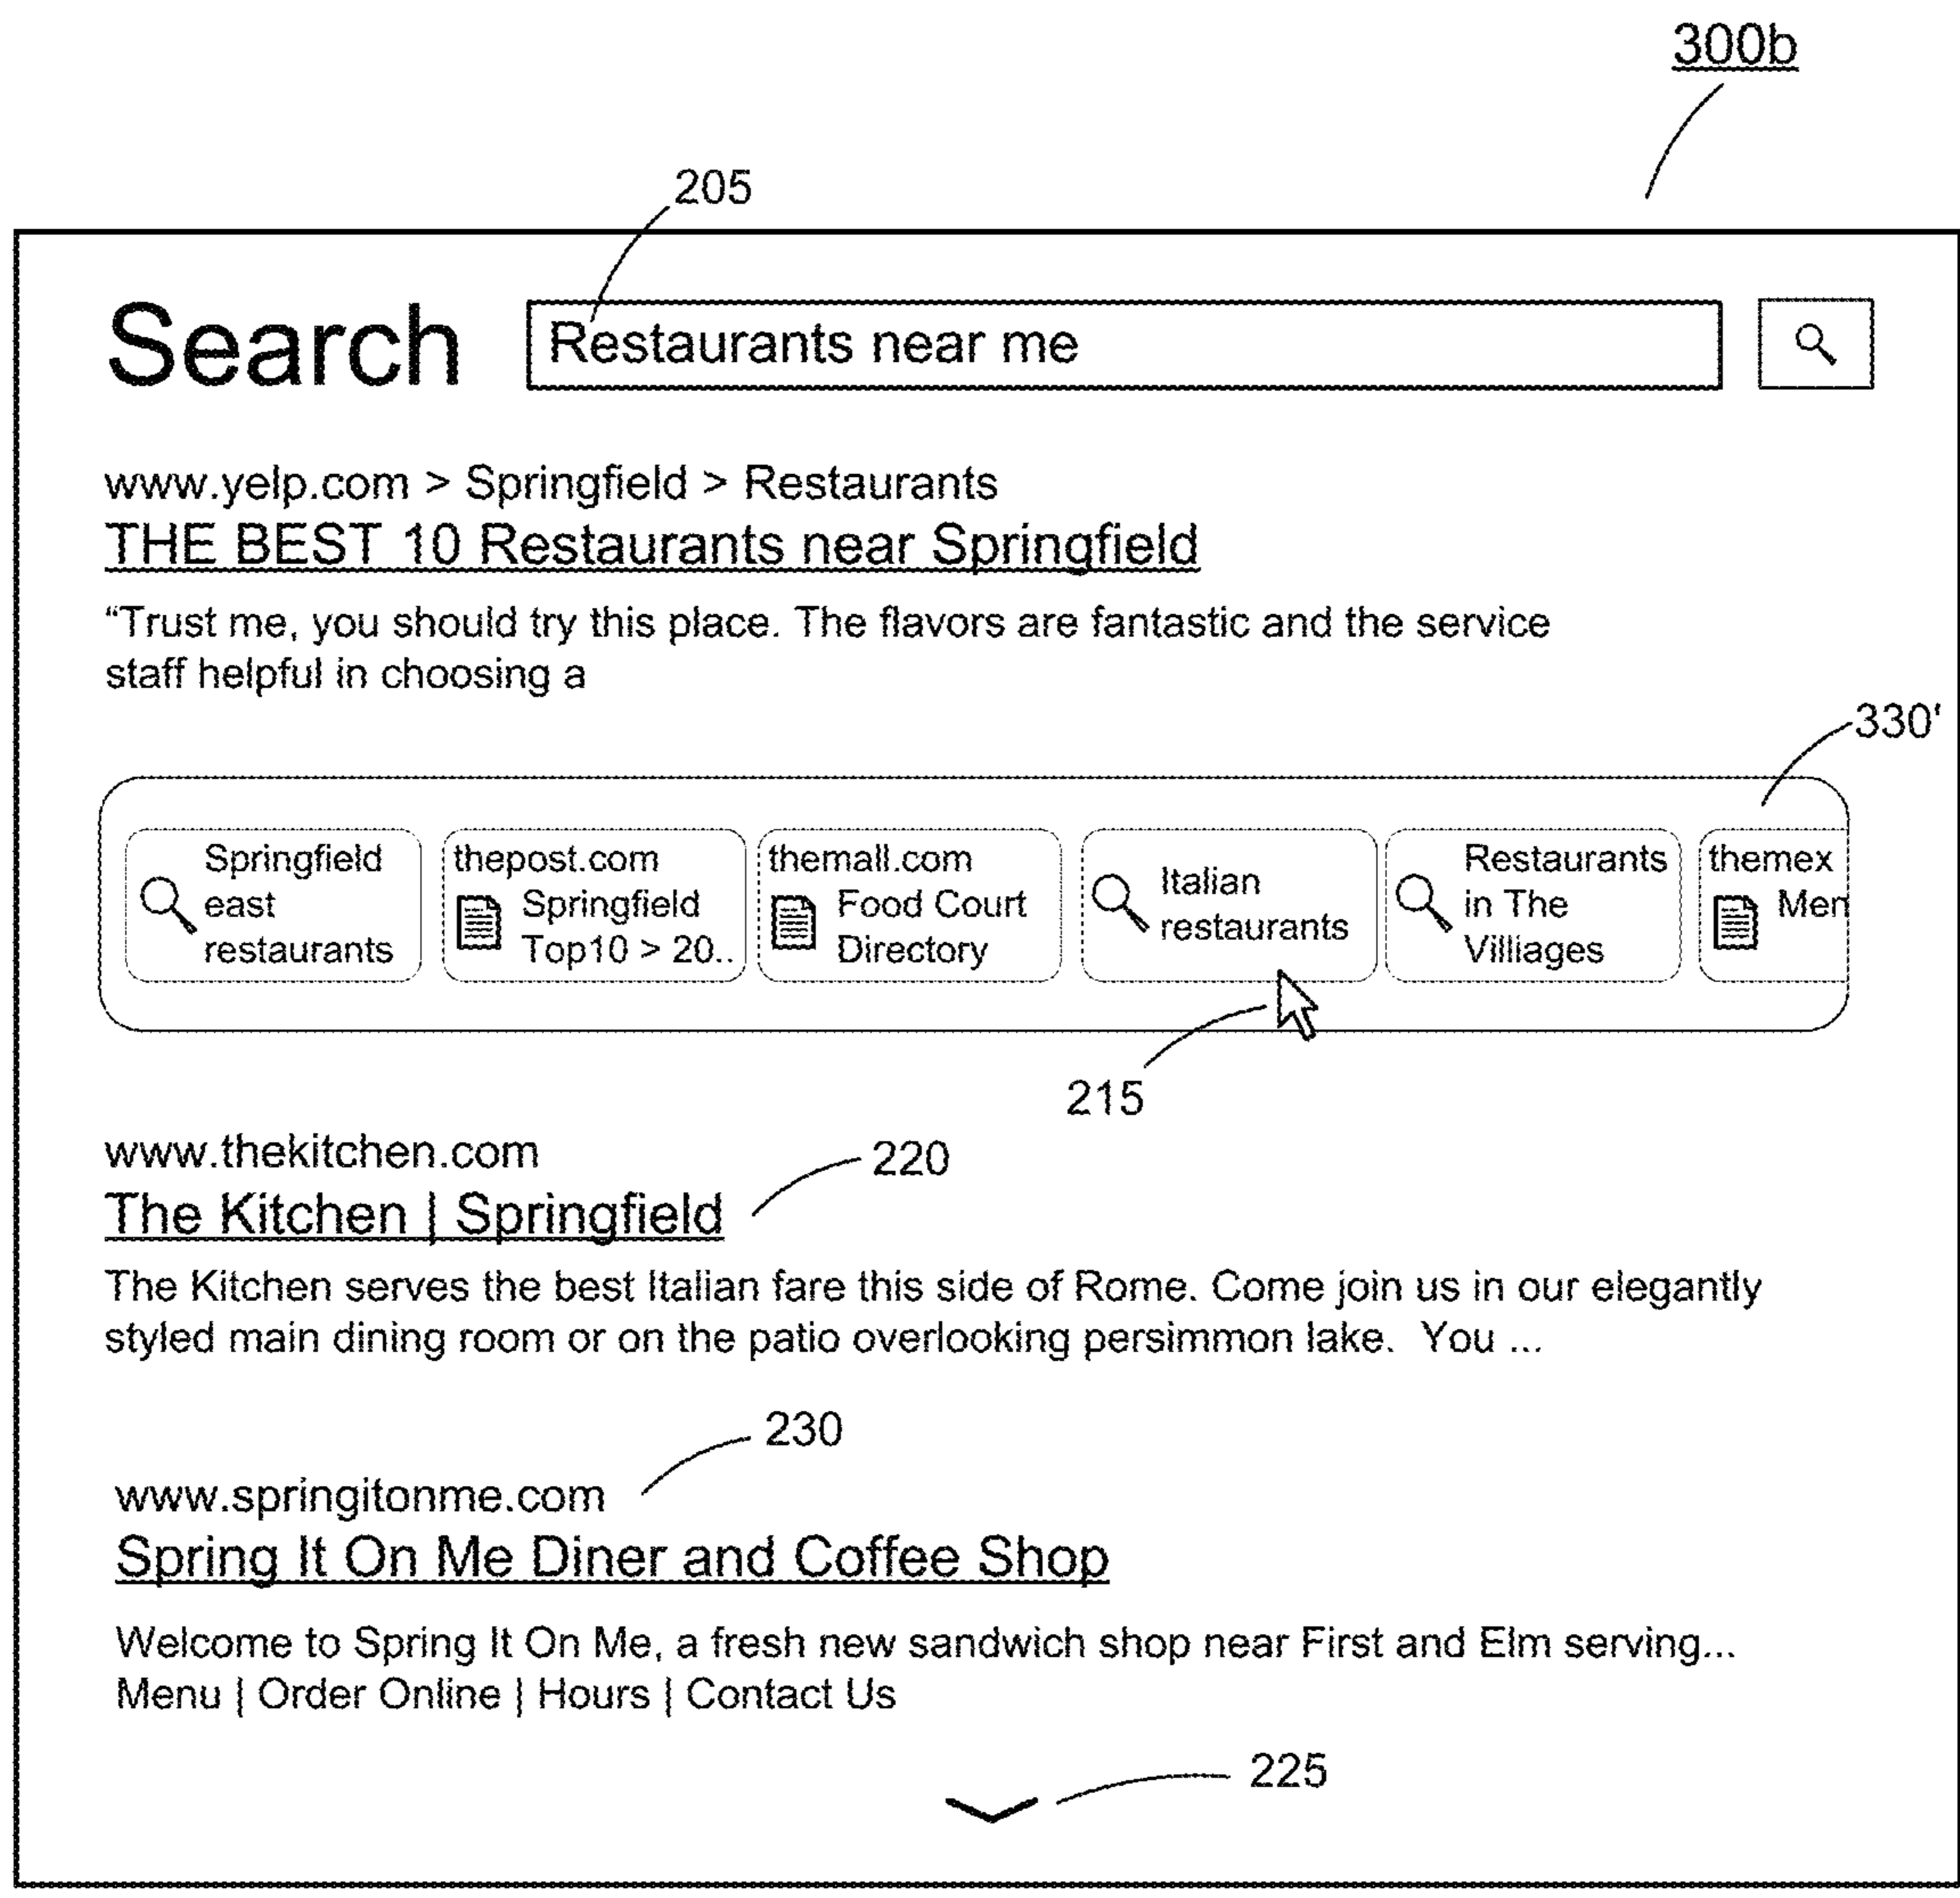 300b
205
Search
Restaurants near me
www.yelp.com > Springfield > Restaurants
THE BEST 10 Restaurants near Springfield
“Trust me, you should try this place. The flavors are fantastic and the service
staff helpful in choosing a
330'
Springfield
east
restaurants
thepost.com
Springfield
Top10 > 20..
themall.com
Food Court
Directory
Italian
restaurants
Restaurants
in The
Villiages
themex
Men
215
www.thekitchen.com
220
The Kitchen | Springfield
The Kitchen serves the best Italian fare this side of Rome. Come join us in our elegantly
styled main dining room or on the patio overlooking persimmon lake.  You ...
230
www.springitonme.com
Spring It On Me Diner and Coffee Shop
Welcome to Spring It On Me, a fresh new sandwich shop near First and Elm serving...
Menu | Order Online | Hours | Contact Us
225